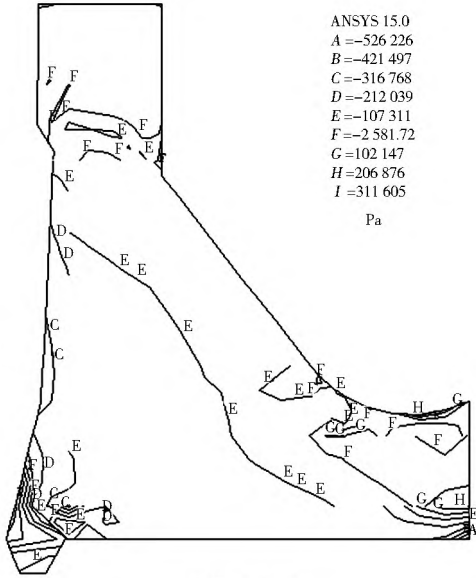 ANSYS 15.0
A=-526 226
B=-421 497
C=-316 768
D=-212 039
E=-107 311
F=-2 581.72
G=102 147
H=206 876
I=311 605
Pa
F F
F
F
E
F
F
F
E
E
D
E E
D
C
E
C
F
E
E
E F
E
F
G
H
E
F
G G G
F
F
E
D
F
E
E
E
G
G
H
C
C
D
E
E
D
E
A
E